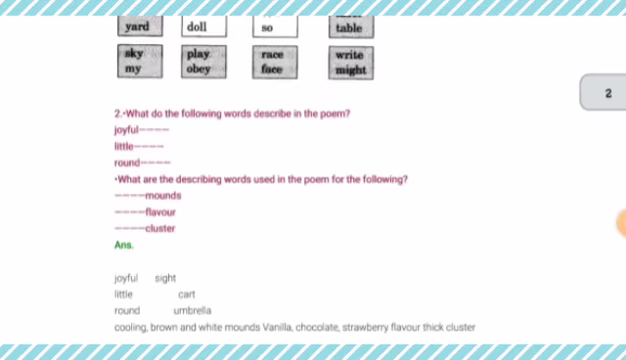 yard doll so table
sky play race write
my obey face might
2
2.•What do the following words describe in the poem?
joyful-----
little-----
round-----
•What are the describing words used in the poem for the following?
-----mounds
-----flavour
-----cluster
Ans.
joyful sight
little cart
round umbrella
cooling, brown and white mounds Vanilla, chocolate, strawberry flavour thick cluster